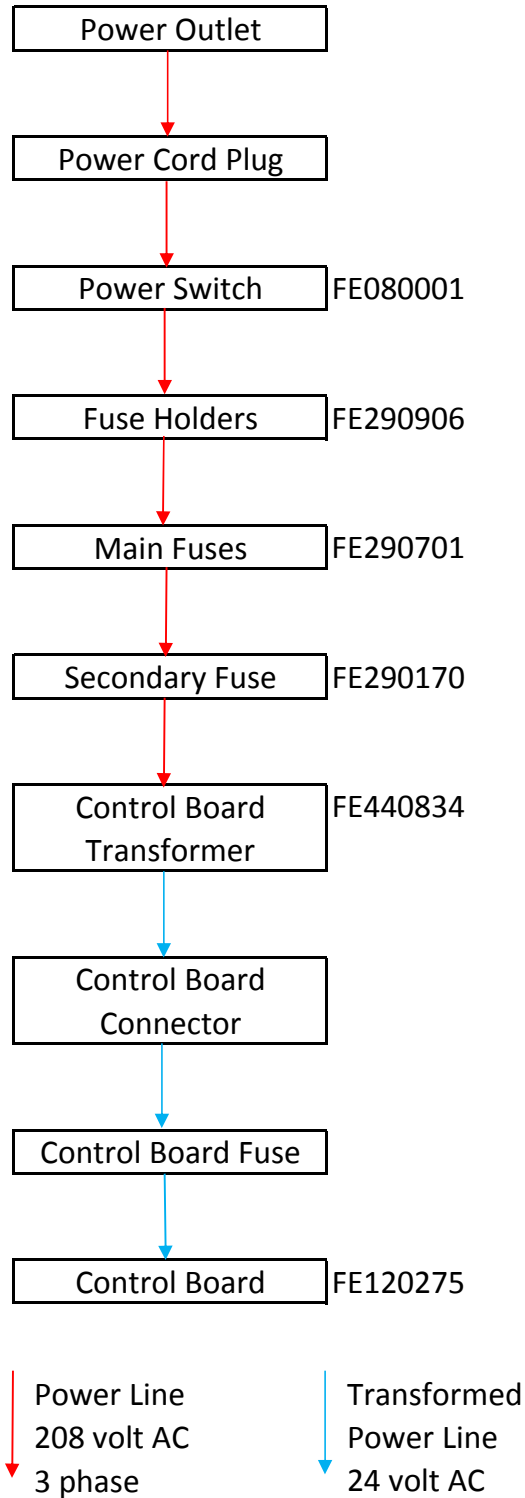 Power Outlet
Power Cord Plug
Power Switch FE080001
Fuse Holders FE290906
Main Fuses FE290701
Secondary Fuse FE290170
Control Board FE440834
Transformer
Control Board
Connector
Control Board Fuse
Control Board FE120275
Power Line
208 volt AC
3 phase
Transformed
Power Line
24 volt AC